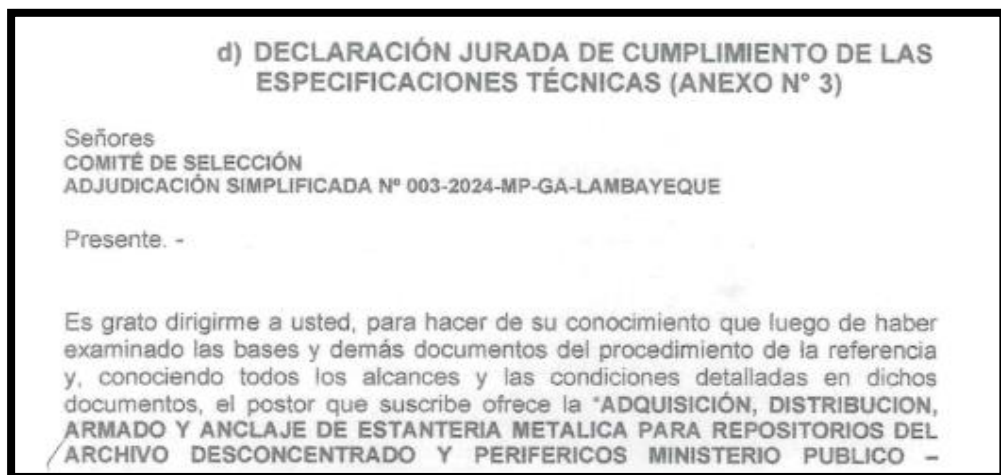 d) DECLARACIÓN JURADA DE CUMPLIMIENTO DE LAS
ESPECIFICACIONES TÉCNICAS (ANEXO N° 3)
Señores
COMITÉ DE SELECCIÓN
ADJUDICACIÓN SIMPLIFICADA Nº 003-2024-MP-GA-LAMBAYEQUE
Presente. -
Es grato dirigirme a usted, para hacer de su conocimiento que luego de haber
examinado las bases y demás documentos del procedimiento de la referencia
y, conociendo todos los alcances y las condiciones detalladas en dichos
documentos, el postor que suscribe ofrece la "ADQUISICIÓN, DISTRIBUCION,
ARMADO Y ANCLAJE DE ESTANTERIA METALICA PARA REPOSITORIOS DEL
ARCHIVO DESCONCENTRADO Y PERIFERICOS MINISTERIO PUBLICO –